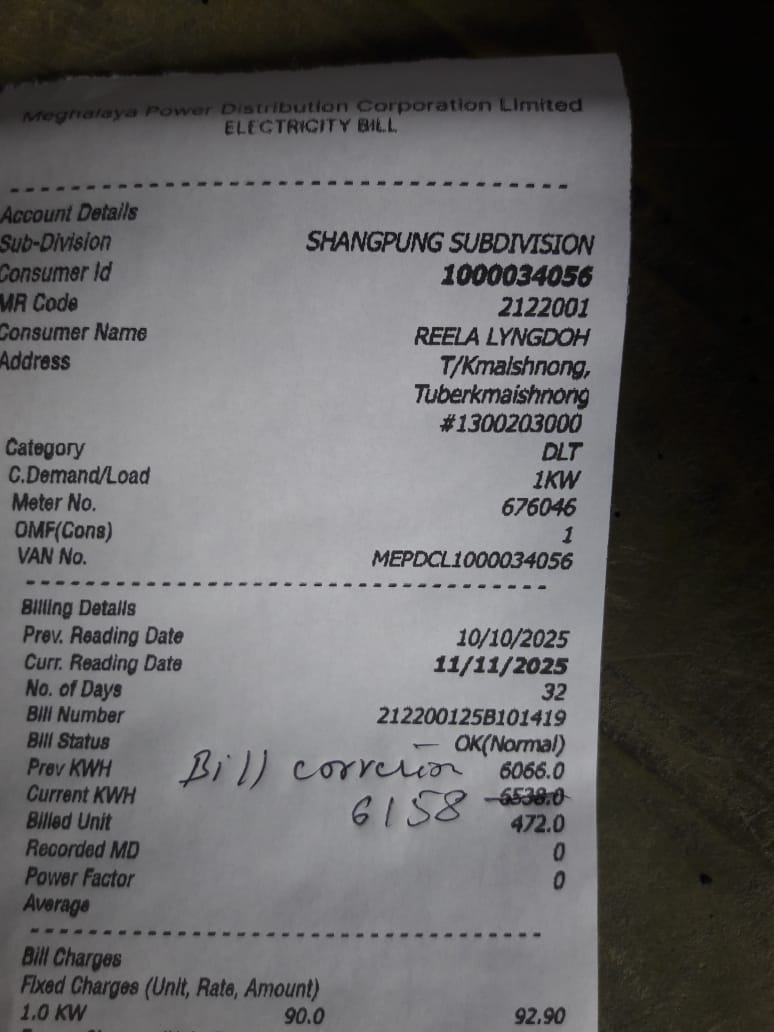 Meghalaya Power Distribution Corporation Limited
ELECTRICITY BILL
Account Details
Sub-Division SHANGPUNG SUBDIVISION
Consumer Id 1000034056
MR Code 2122001
Consumer Name REELA LYNGDOH
Address T/Kmaishnong,
Tuberkmaishnong
#1300203000
Category DLT
C.Demand/Load 1KW
Meter No. 676046
OMF(Cons) 1
VAN No. MEPDCL1000034056
Billing Details
Prev. Reading Date 10/10/2025
Curr. Reading Date 11/11/2025
No. of Days 32
Bill Number 212200125B101419
Bill Status OK(Normal)
Prev KWH Bill correction 6066.0
Current KWH 6158 6538.0
Billed Unit 472.0
Recorded MD 0
Power Factor 0
Average
Bill Charges
Fixed Charges (Unit, Rate, Amount)
1.0 KW 90.0 92.90